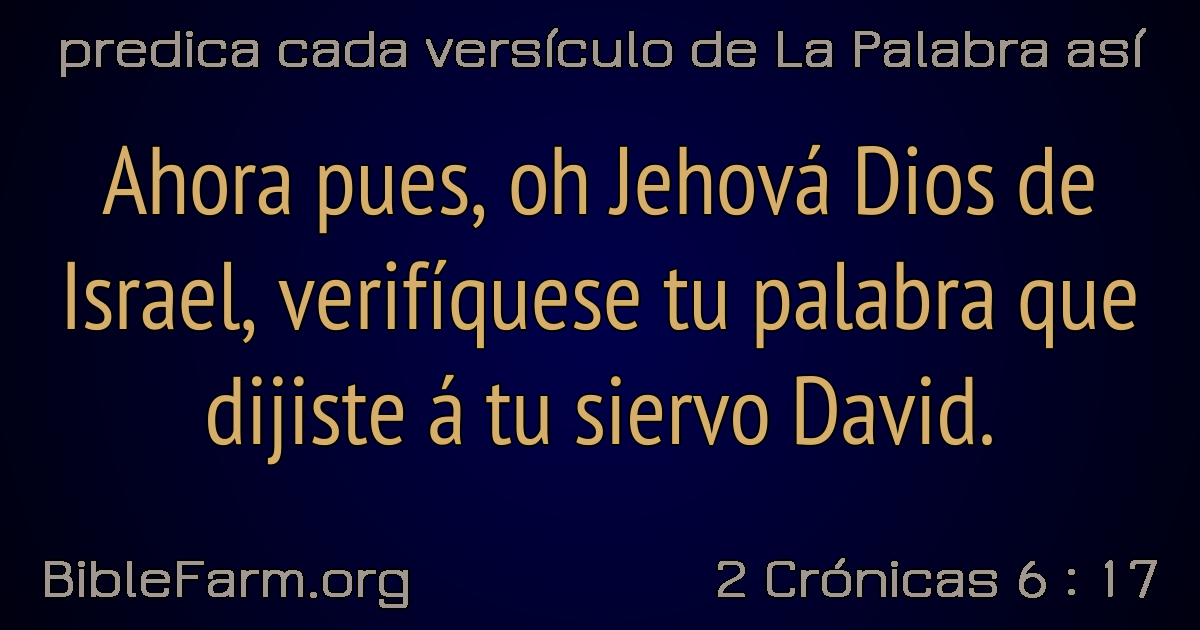 predica cada versículo de La Palabra así
Ahora pues, oh Jehová Dios de
Israel, verifíquese tu palabra que
dijiste á tu siervo David.
BibleFarm.org
2 Crónicas 6 : 17